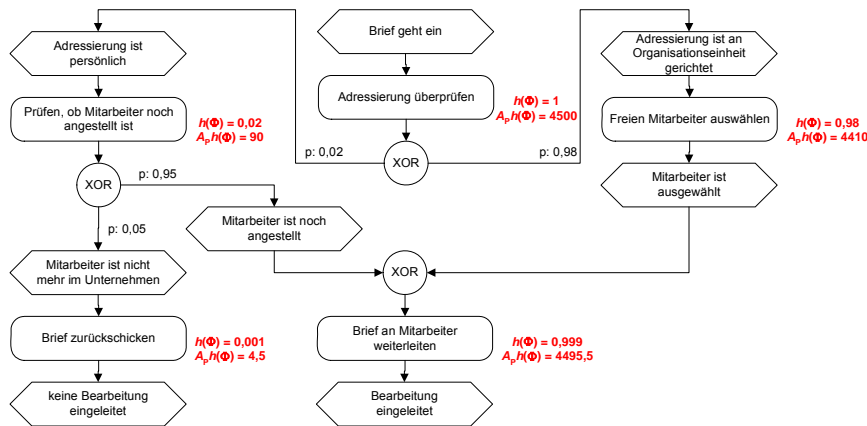 Brief geht ein
Adressierung ist
persönlich
Adressierung ist an
Organisationseinheit
gerichtet
Adressierung überprüfen
h(Φ) = 1
APh(Φ) = 4500
Prüfen, ob Mitarbeiter noch
angestellt ist
h(Φ) = 0,02
APh(Φ) = 90
Freien Mitarbeiter auswählen
h(Φ) = 0,98
APh(Φ) = 4410
p: 0,02
XOR
p: 0,98
XOR
p: 0,95
Mitarbeiter ist
ausgewählt
Mitarbeiter ist noch
angestellt
p: 0,05
Mitarbeiter ist nicht
mehr im Unternehmen
XOR
Brief zurückschicken
h(Φ) = 0,001
APh(Φ) = 4,5
Brief an Mitarbeiter
weiterleiten
h(Φ) = 0,999
APh(Φ) = 4495,5
keine Bearbeitung
eingeleitet
Bearbeitung
eingeleitet